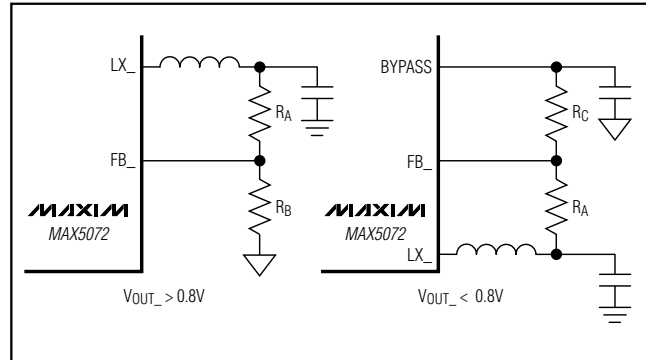 LX_
RA
FB_
RB
MAXIM
MAX5072
VOUT_ > 0.8V
BYPASS
RC
FB_
RA
MAXIM
MAX5072
LX_
VOUT_ < 0.8V